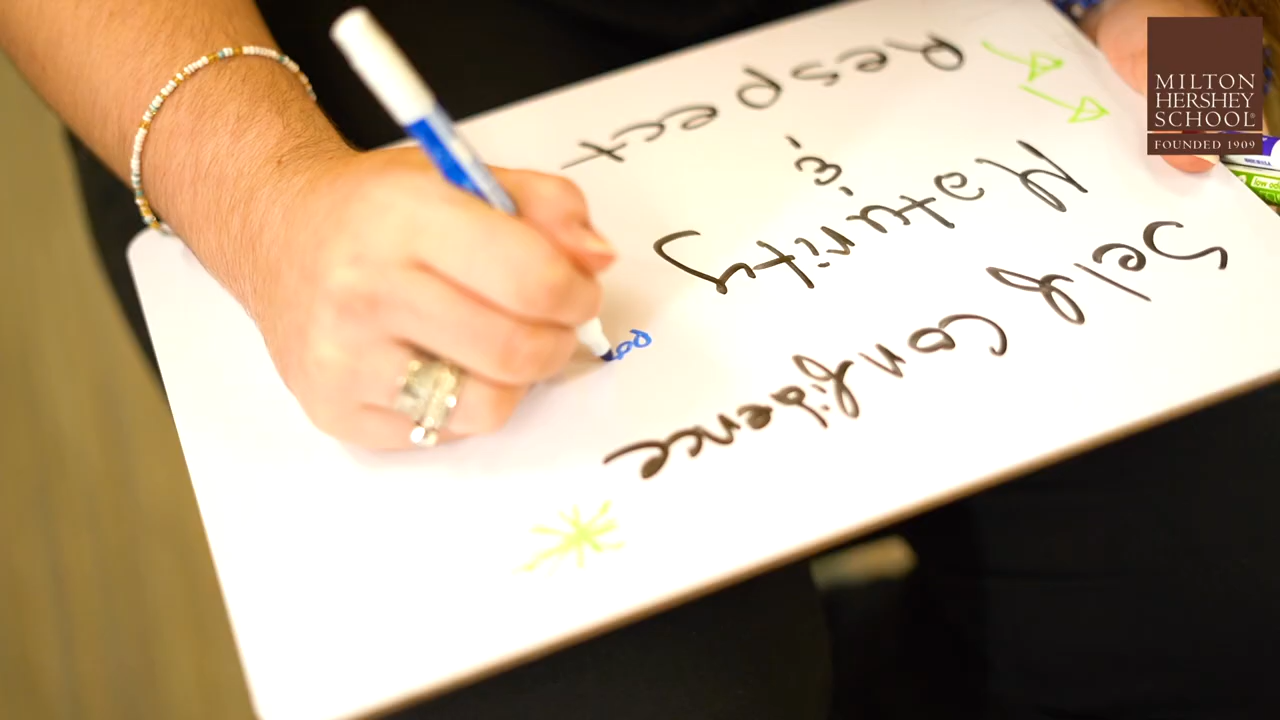 MILTON
HERSHEY
SCHOOL®
FOUNDED 1909
Self Confidence
Maturity
&
Respect